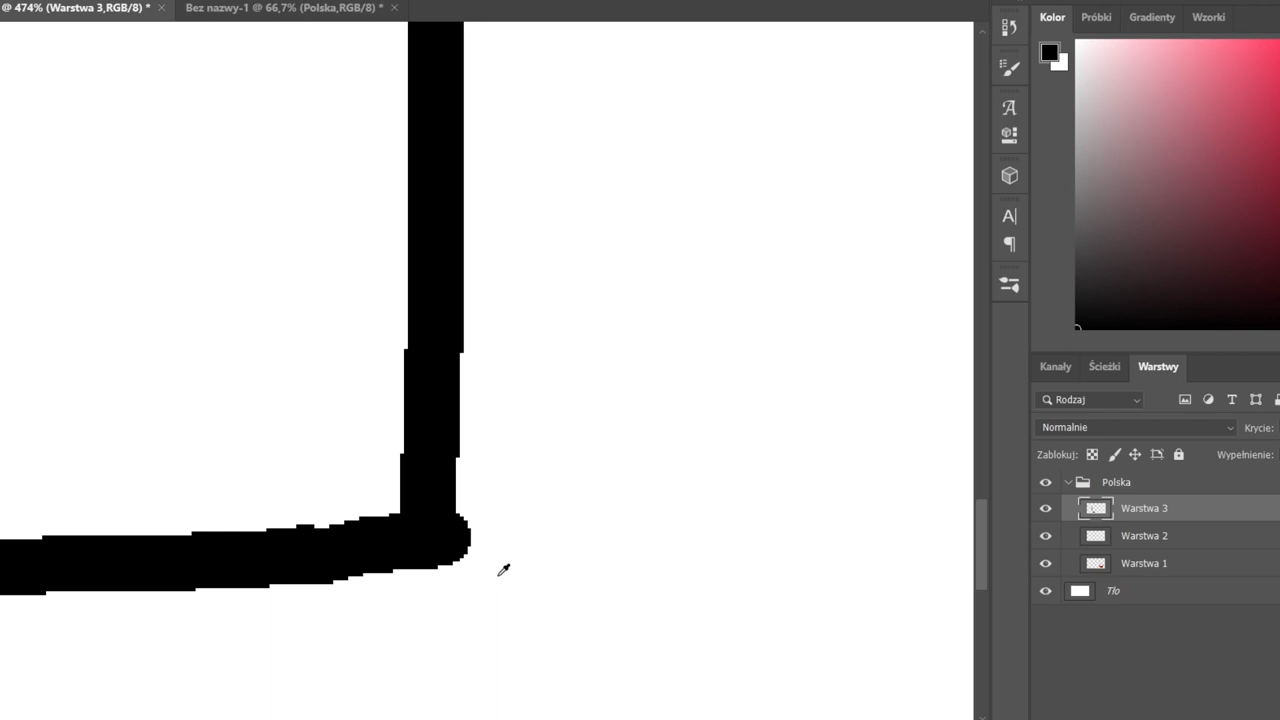 @ 474% (Warstwa 3,RGB/8) * Bez nazwy-1 @ 66,7% (Polska,RGB/8) *
Kolor Próbki Gradienty Wzorki
Kanały Ścieżki Warstwy
Rodzaj
Normalnie Krycie:
Zablokuj: Wypełnienie:
Polska
Warstwa 3
Warstwa 2
Warstwa 1
Tło